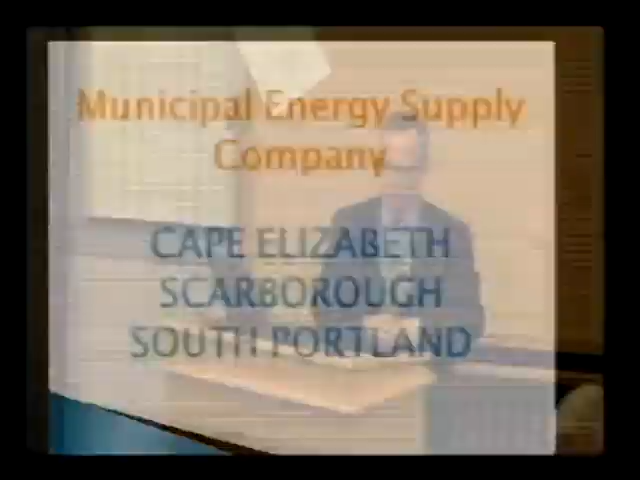 Municipal Energy Supply
Company
CAPE ELIZABETH
SCARBOROUGH
SOUTH PORTLAND